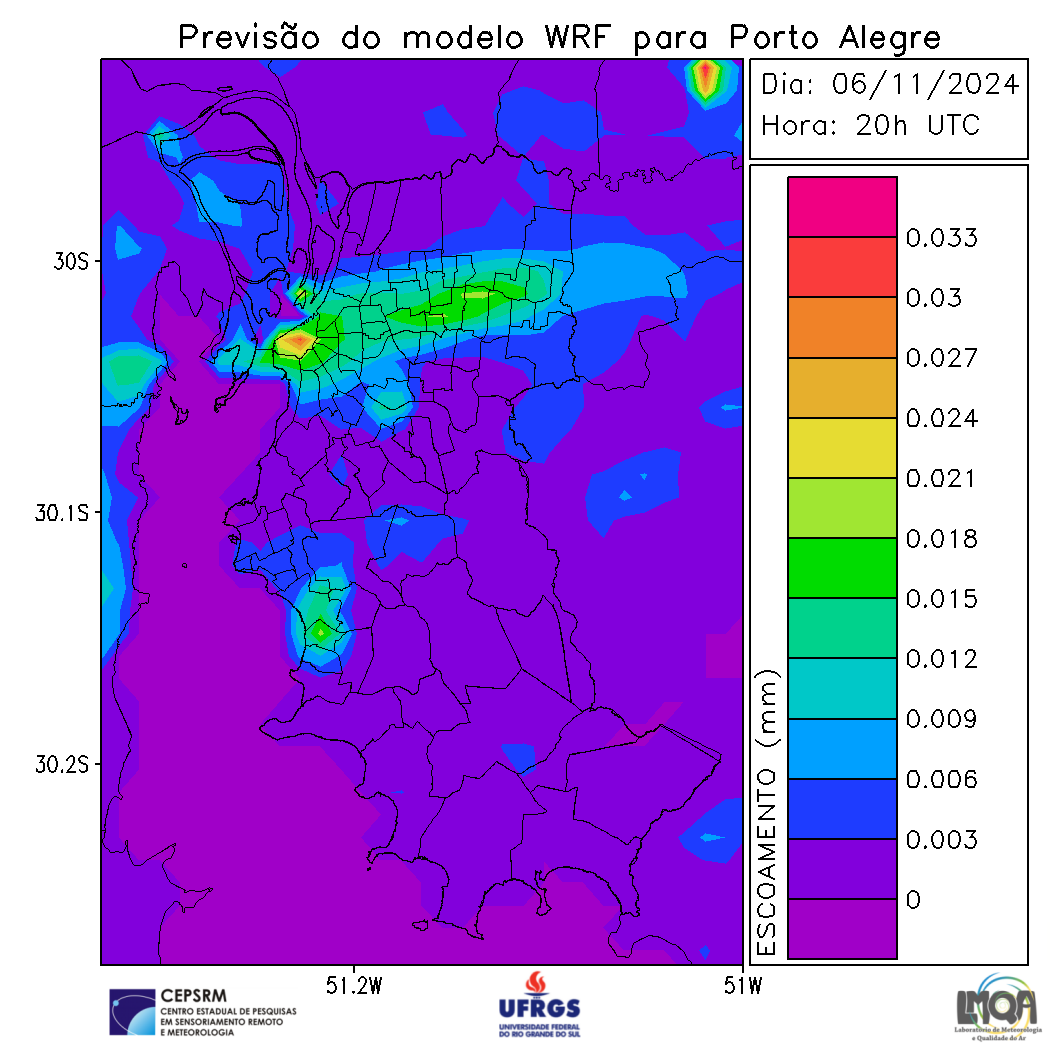 Previsão do modelo WRF para Porto Alegre
Dia: 06/11/2024
Hora: 20h UTC
30S
30.1S
30.2S
51.2W
51W
0.033
0.03
0.027
0.024
0.021
0.018
0.015
0.012
0.009
0.006
0.003
0
ESCOAMENTO (mm)
CEPSRM
CENTRO ESTADUAL DE PESQUISAS
EM SENSORIAMENTO REMOTO
E METEOROLOGIA
UFRGS
UNIVERSIDADE FEDERAL
DO RIO GRANDE DO SUL
LMQA
Laboratório de Meteorologia
e Qualidade do Ar